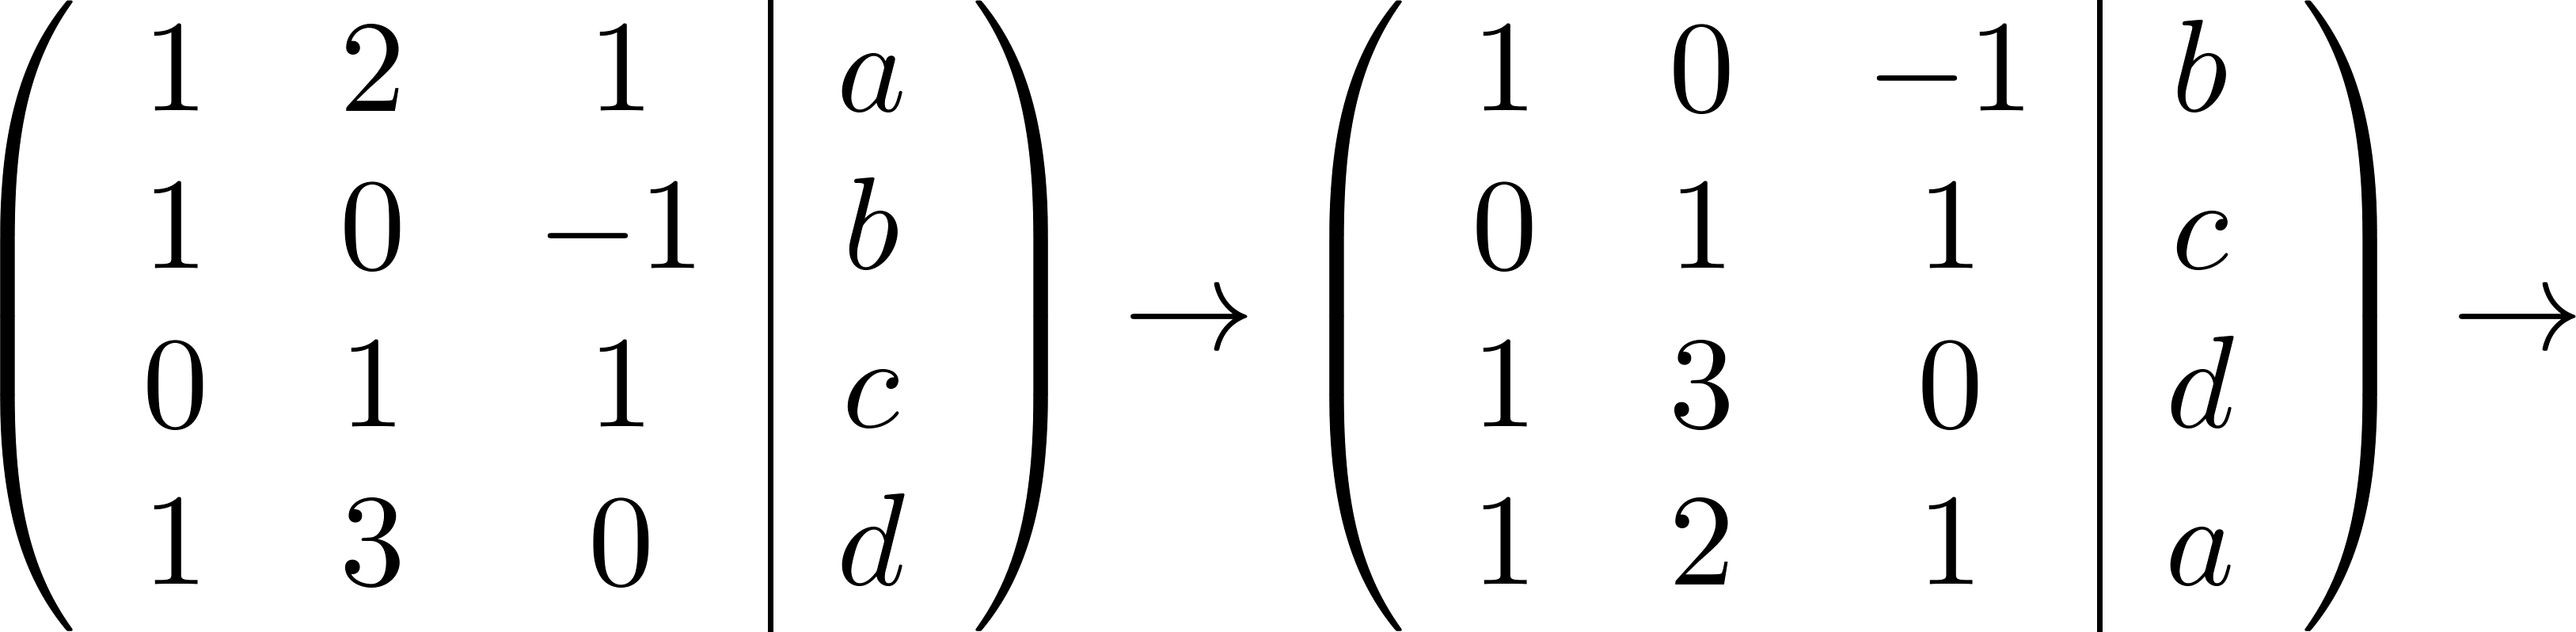 1 2 1 | a 1 0 −1 | b
1 0 −1 | b 0 1 1 | c
→ →
0 1 1 | c 1 3 0 | d
1 3 0 | d 1 2 1 | a